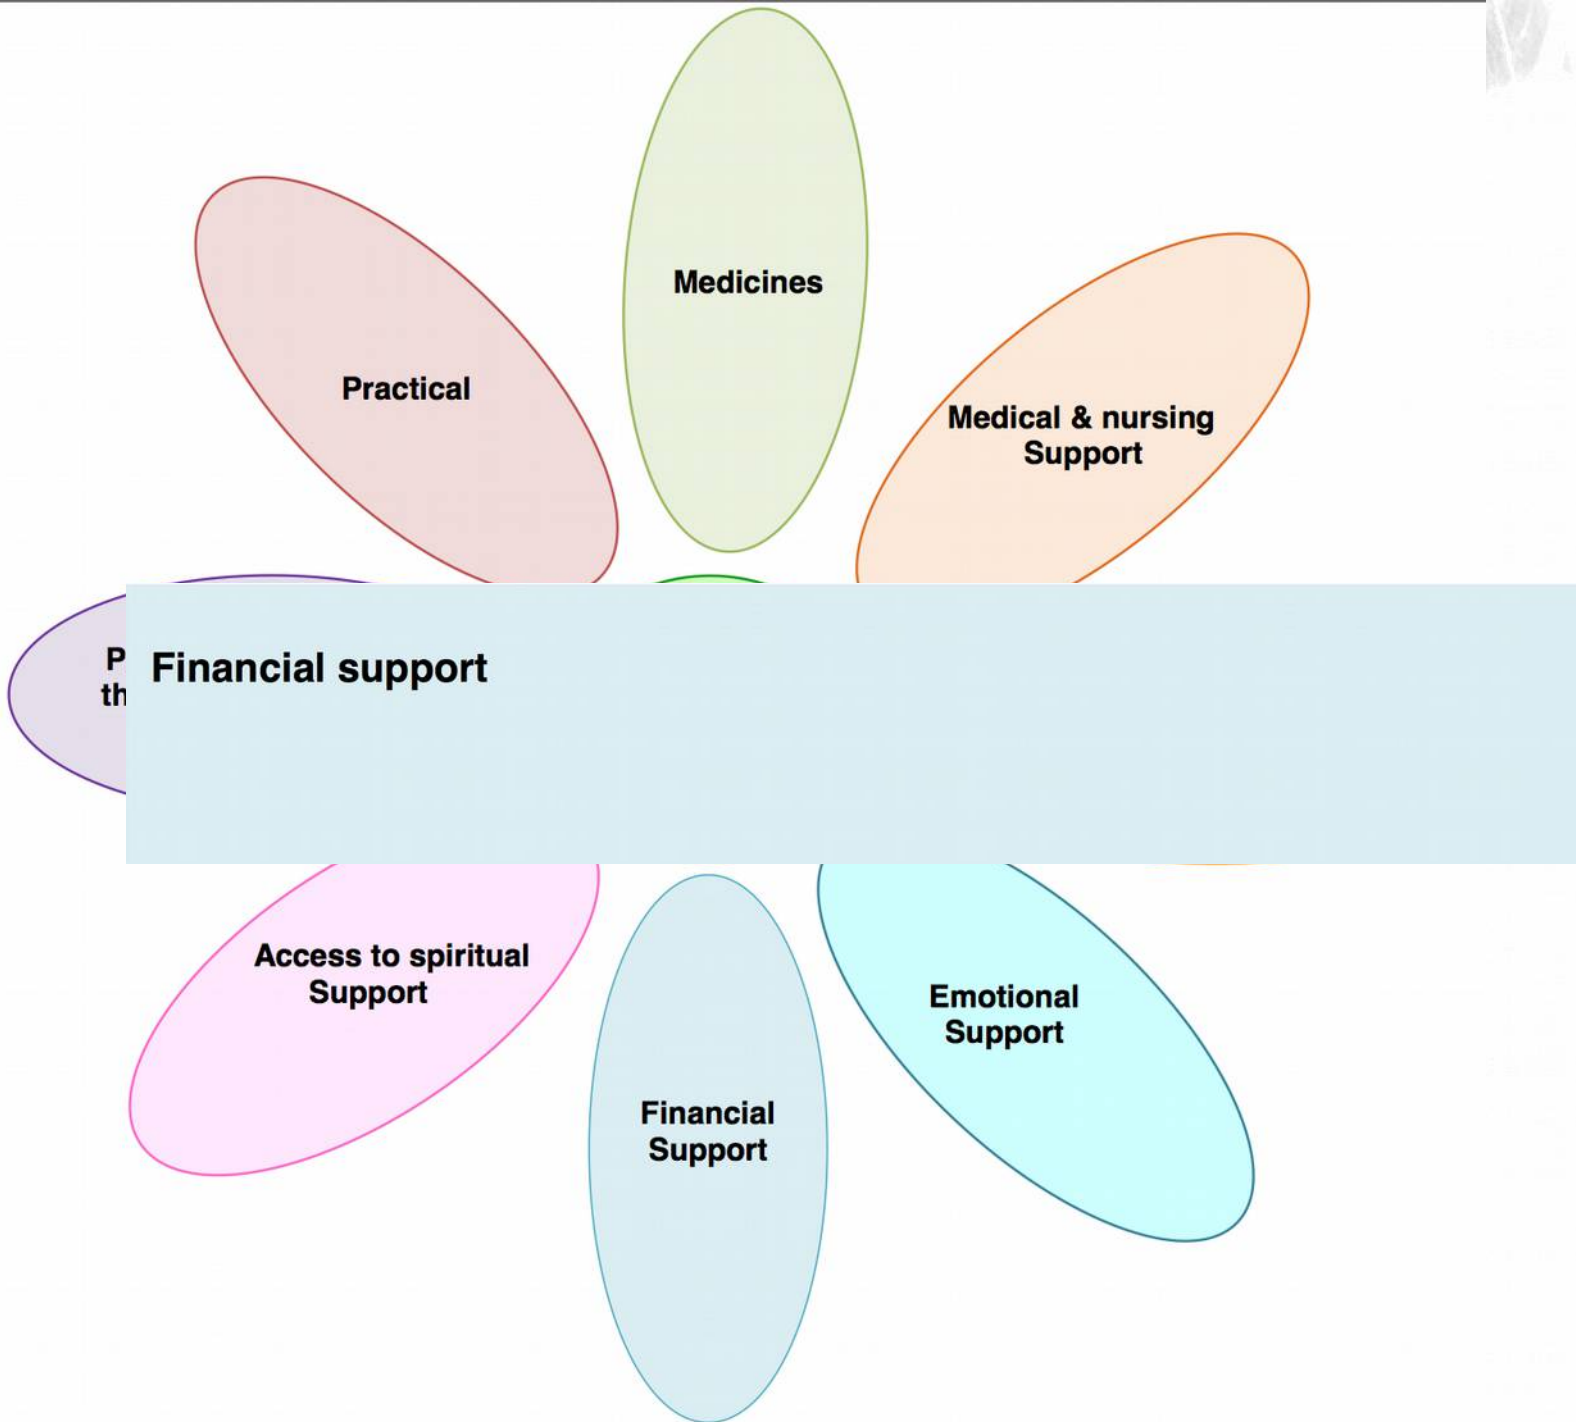 Medicines
Practical
Medical & nursing
Support
Financial support
Access to spiritual
Support
Emotional
Support
Financial
Support